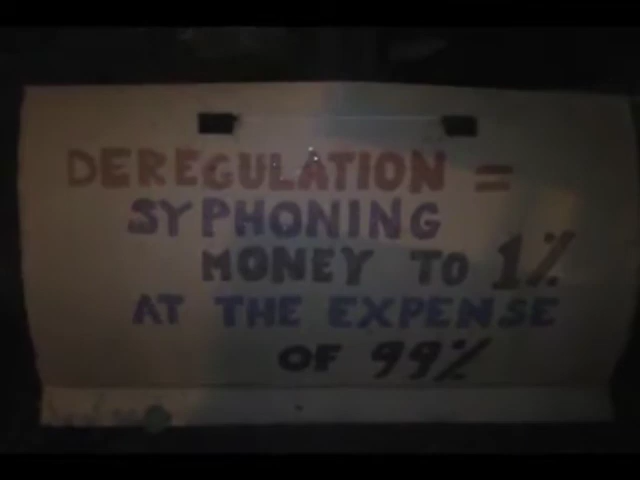 DEREGULATION =
SYPHONING
MONEY TO 1%
AT THE EXPENSE
OF 99%